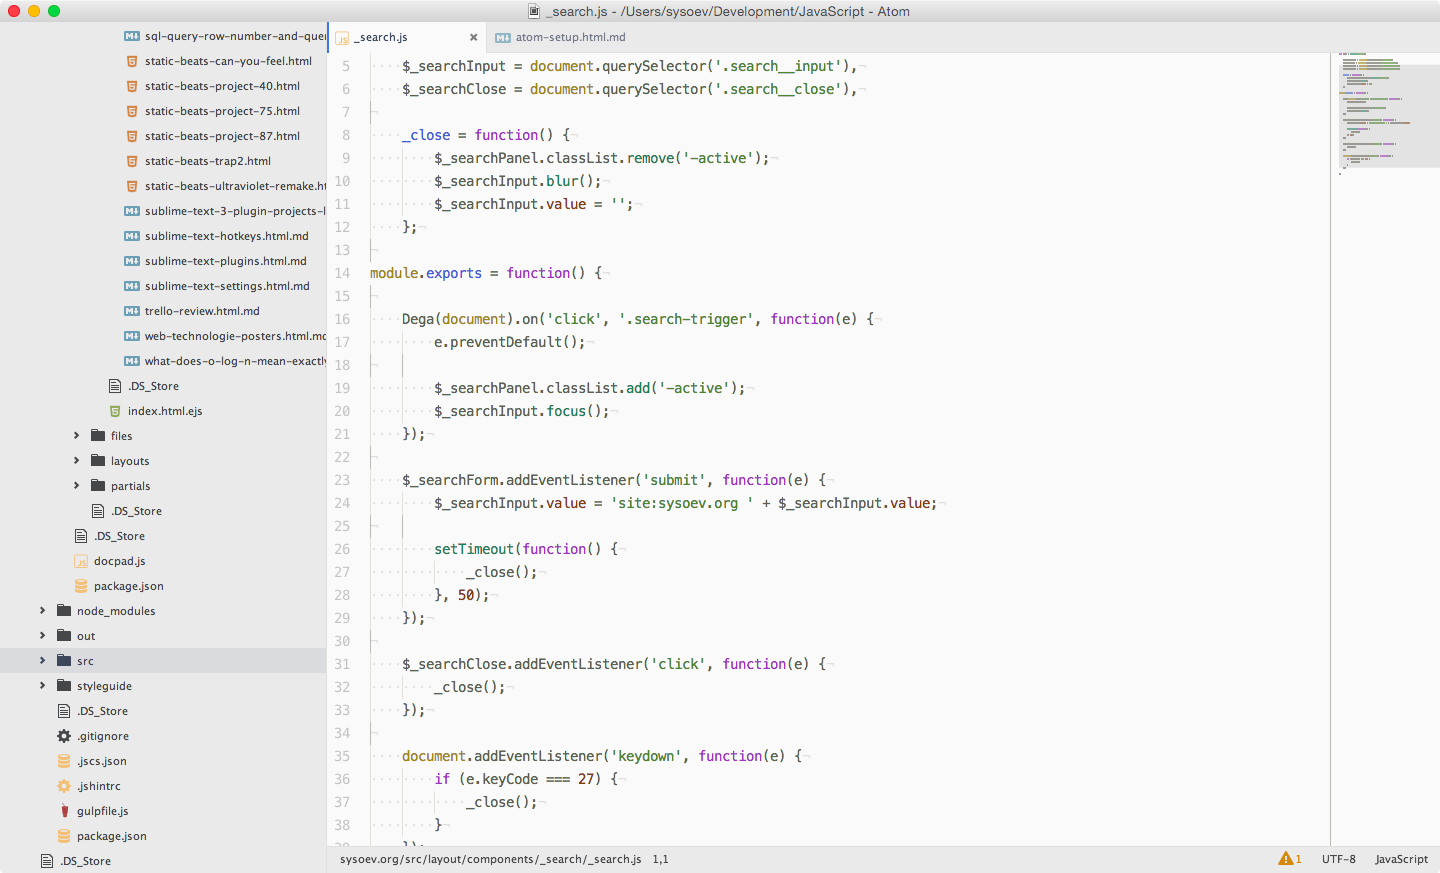 _search.js - /Users/sysoev/Development/JavaScript - Atom
sql-query-row-number-and-quer
static-beats-can-you-feel.html
static-beats-project-40.html
static-beats-project-75.html
static-beats-project-87.html
static-beats-trap2.html
static-beats-ultraviolet-remake.ht
sublime-text-3-plugin-projects-l
sublime-text-hotkeys.html.md
sublime-text-plugins.html.md
sublime-text-settings.html.md
trello-review.html.md
web-technologie-posters.html.md
what-does-o-log-n-mean-exactly
.DS_Store
index.html.ejs
files
layouts
partials
.DS_Store
.DS_Store
docpad.js
package.json
node_modules
out
src
styleguide
.DS_Store
.gitignore
.jscs.json
.jshintrc
gulpfile.js
package.json
.DS_Store
_search.js
atom-setup.html.md
5 $_searchInput = document.querySelector('.search__input'),
6 $_searchClose = document.querySelector('.search__close'),
7
8 _close = function() {
9 $_searchPanel.classList.remove('-active');
10 $_searchInput.blur();
11 $_searchInput.value = '';
12 };
13
14 module.exports = function() {
15
16 Dega(document).on('click', '.search-trigger', function(e) {
17 e.preventDefault();
18
19 $_searchPanel.classList.add('-active');
20 $_searchInput.focus();
21 });
22
23 $_searchForm.addEventListener('submit', function(e) {
24 $_searchInput.value = 'site:sysoev.org ' + $_searchInput.value;
25
26 setTimeout(function() {
27 _close();
28 }, 50);
29 });
30
31 $_searchClose.addEventListener('click', function(e) {
32 _close();
33 });
34
35 document.addEventListener('keydown', function(e) {
36 if (e.keyCode === 27) {
37 _close();
38 }
39 });
sysoev.org/src/layout/components/_search/_search.js 1,1
1 UTF-8 JavaScript